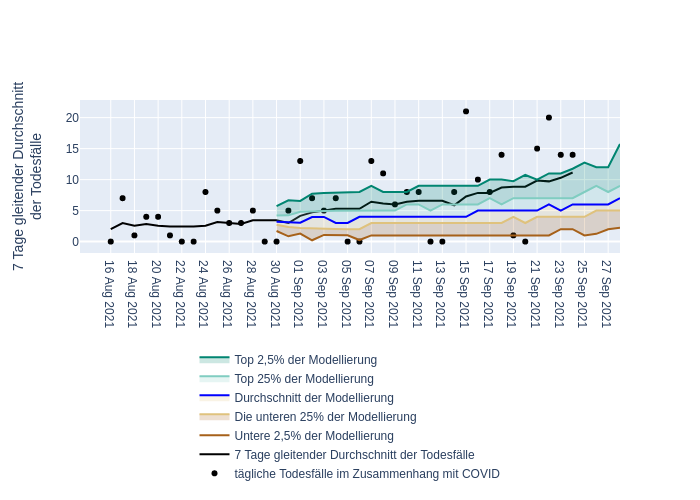 7 Tage gleitender Durchschnitt
der Todesfälle
20
15
10
5
0
16 Aug 2021
18 Aug 2021
20 Aug 2021
22 Aug 2021
24 Aug 2021
26 Aug 2021
28 Aug 2021
30 Aug 2021
01 Sep 2021
03 Sep 2021
05 Sep 2021
07 Sep 2021
09 Sep 2021
11 Sep 2021
13 Sep 2021
15 Sep 2021
17 Sep 2021
19 Sep 2021
21 Sep 2021
23 Sep 2021
25 Sep 2021
27 Sep 2021
Top 2,5% der Modellierung
Top 25% der Modellierung
Durchschnitt der Modellierung
Die unteren 25% der Modellierung
Untere 2,5% der Modellierung
7 Tage gleitender Durchschnitt der Todesfälle
tägliche Todesfälle im Zusammenhang mit COVID